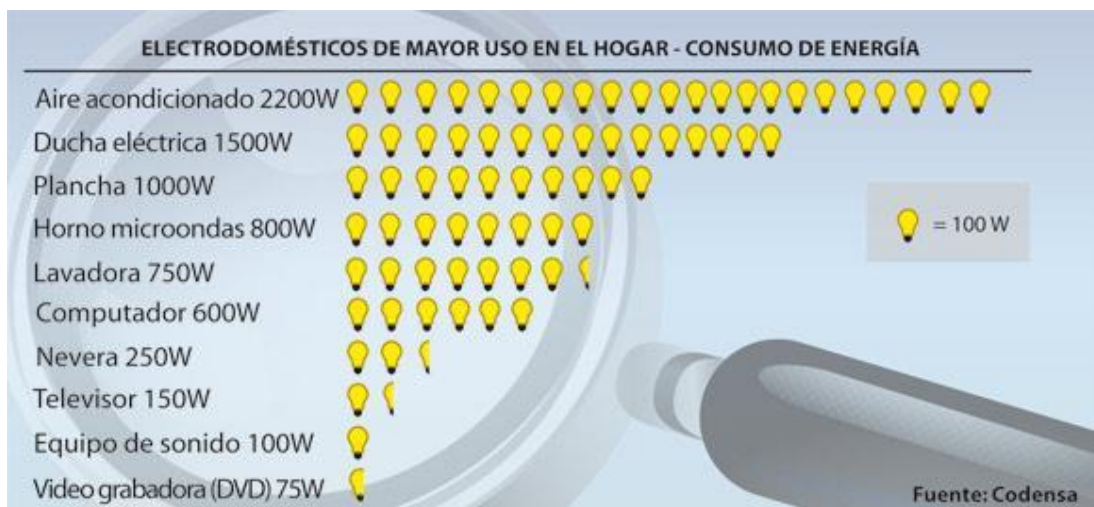 ELECTRODOMÉSTICOS DE MAYOR USO EN EL HOGAR - CONSUMO DE ENERGÍA
Aire acondicionado 2200W
Ducha eléctrica 1500W
Plancha 1000W
Horno microondas 800W
= 100 W
Lavadora 750W
Computador 600W
Nevera 250W
Televisor 150W
Equipo de sonido 100W
Video grabadora (DVD) 75W
Fuente: Codensa